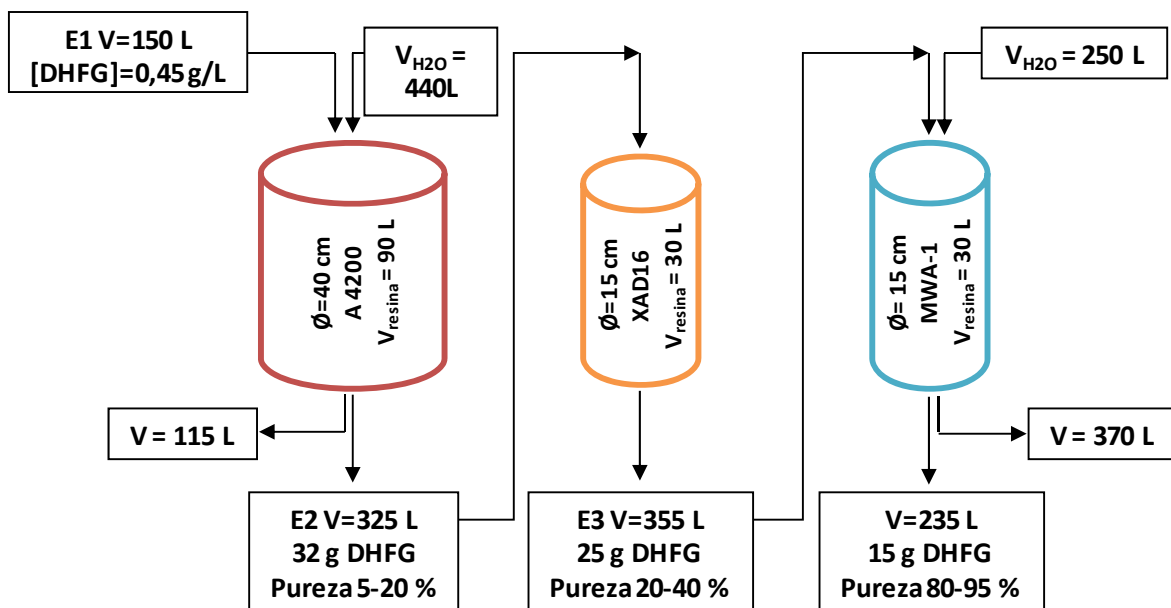 E1 V=150 L
[DHFG]=0,45 g/L
VH2O =
440L
VH2O = 250 L
Ø=40 cm
A 4200
Vresina = 90 L
Ø=15 cm
XAD16
Vresina = 30 L
Ø= 15 cm
MWA-1
Vresina = 30 L
V = 115 L
V = 370 L
E2 V=325 L
32 g DHFG
Pureza 5-20 %
E3 V=355 L
25 g DHFG
Pureza 20-40 %
V=235 L
15 g DHFG
Pureza 80-95 %